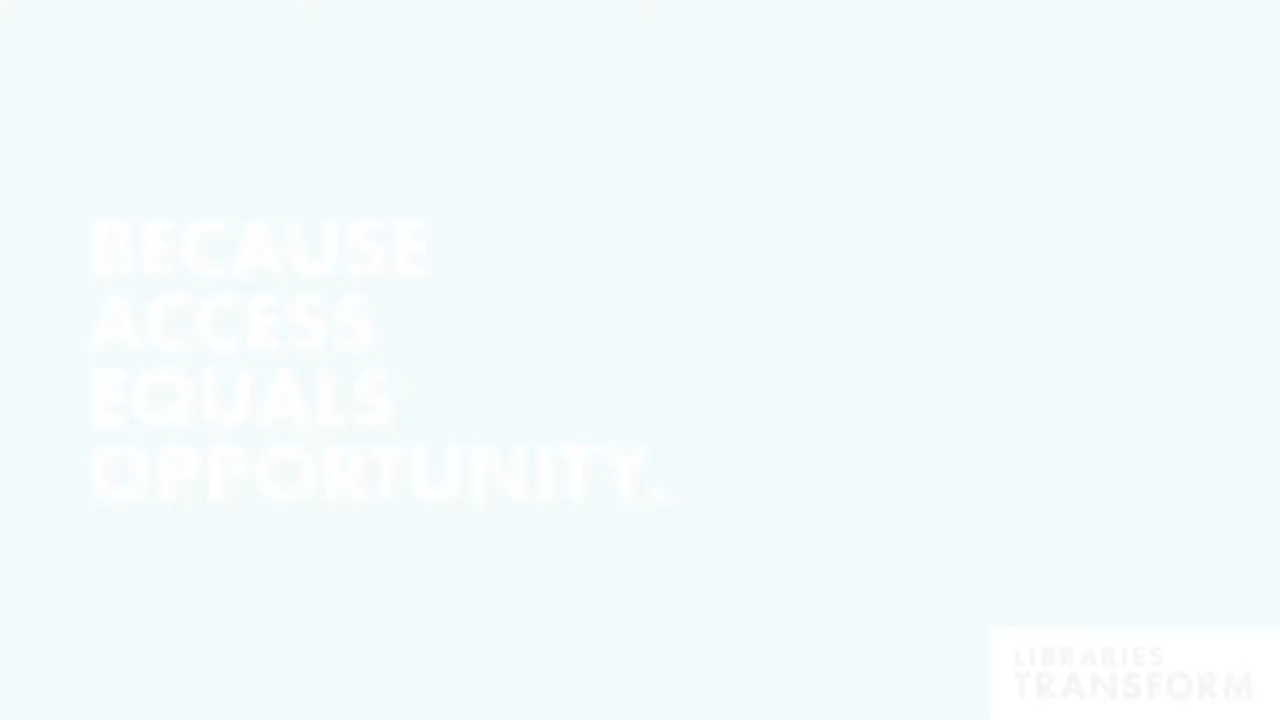 BECAUSE
ACCESS
EQUALS
OPPORTUNITY.
LIBRARIES
TRANSFORM